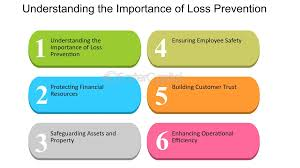 Understanding the Importance of Loss Prevention
1
Understanding the
Importance of Loss
Prevention
2
Protecting Financial
Resources
3
Safeguarding Assets and
Property
4
Ensuring Employee Safety
5
Building Customer Trust
6
Enhancing Operational
Efficiency